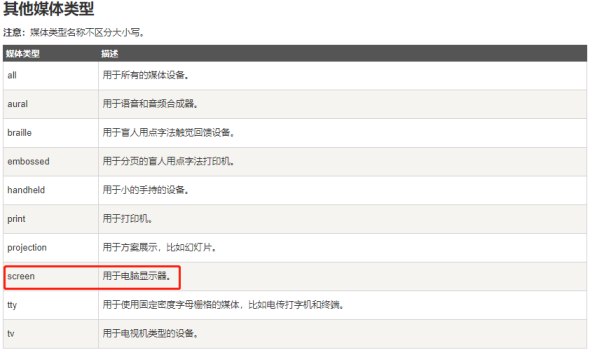 其他媒体类型
注意：媒体类型名称不区分大小写。
媒体类型 描述
all 用于所有的媒体设备。
aural 用于语音和音频合成器。
braille 用于盲人用点字法触觉回馈设备。
embossed 用于分页的盲人用点字法打印机。
handheld 用于小的手持的设备。
print 用于打印机。
projection 用于方案展示，比如幻灯片。
screen 用于电脑显示器。
tty 用于使用固定密度字母栅格的媒体，比如电传打字机和终端。
tv 用于电视机类型的设备。